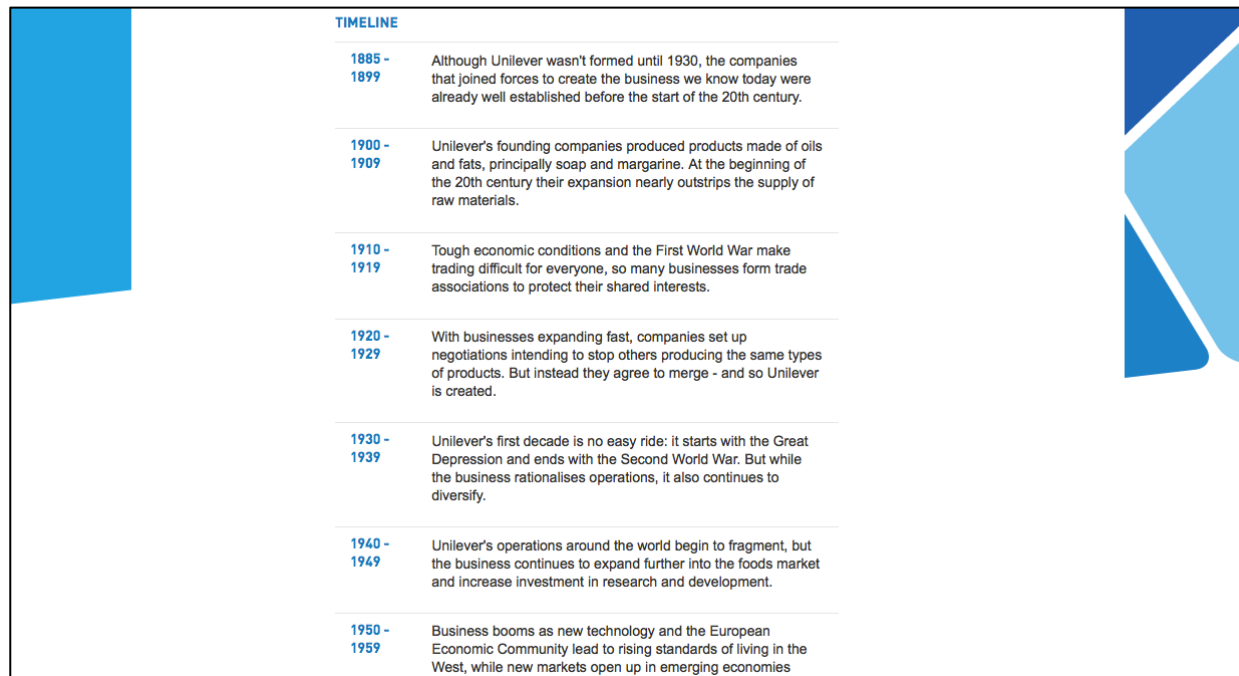 TIMELINE
1885 -
1899
Although Unilever wasn't formed until 1930, the companies
that joined forces to create the business we know today were
already well established before the start of the 20th century.
1900 -
1909
Unilever's founding companies produced products made of oils
and fats, principally soap and margarine. At the beginning of
the 20th century their expansion nearly outstrips the supply of
raw materials.
1910 -
1919
Tough economic conditions and the First World War make
trading difficult for everyone, so many businesses form trade
associations to protect their shared interests.
1920 -
1929
With businesses expanding fast, companies set up
negotiations intending to stop others producing the same types
of products. But instead they agree to merge - and so Unilever
is created.
1930 -
1939
Unilever's first decade is no easy ride: it starts with the Great
Depression and ends with the Second World War. But while
the business rationalises operations, it also continues to
diversify.
1940 -
1949
Unilever's operations around the world begin to fragment, but
the business continues to expand further into the foods market
and increase investment in research and development.
1950 -
1959
Business booms as new technology and the European
Economic Community lead to rising standards of living in the
West, while new markets open up in emerging economies